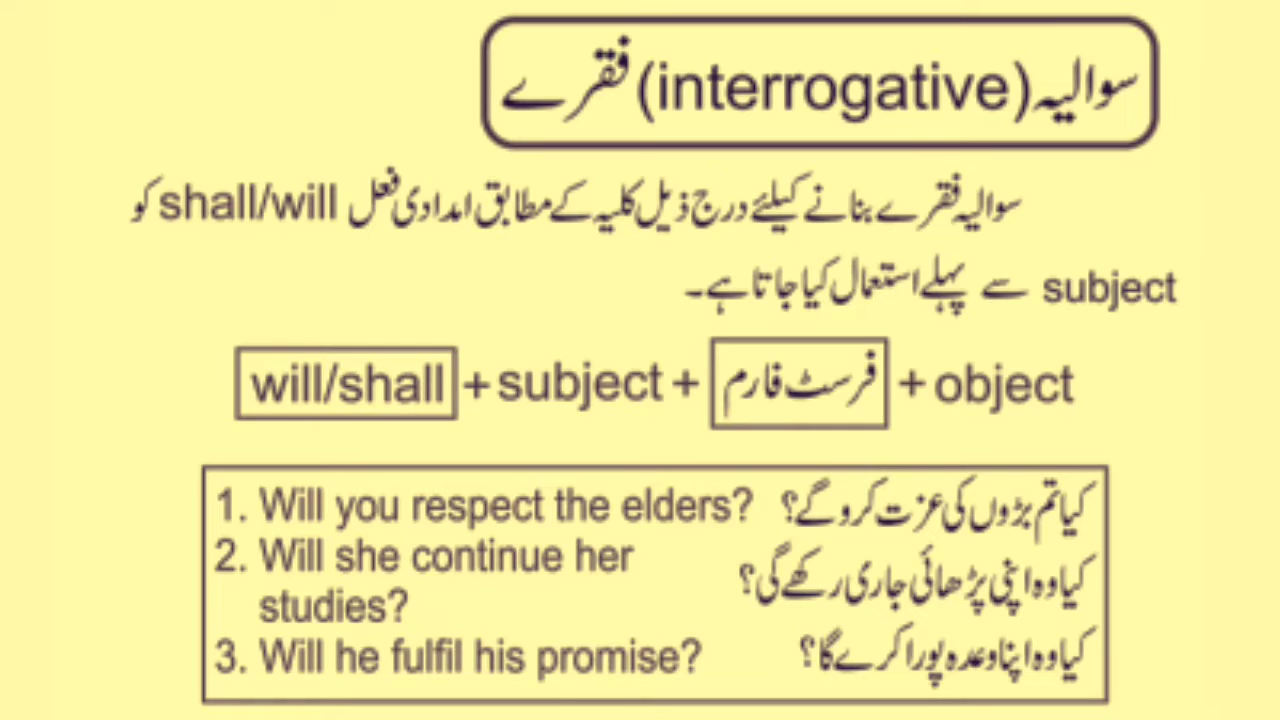 سوالیہ(interrogative)فقرے
سوالیہ فقرے بنانے کیلئے درج ذیل کلیہ کے مطابق امدادی فعل shall/will کو
subject سے پہلے استعمال کیا جاتا ہے۔
will/shall + subject + فرسٹ فارم + object
1. Will you respect the elders? کیا تم بڑوں کی عزت کرو گے؟
2. Will she continue her
studies? کیا وہ اپنی پڑھائی جاری رکھے گی؟
3. Will he fulfil his promise? کیا وہ اپنا وعدہ پورا کرے گا؟